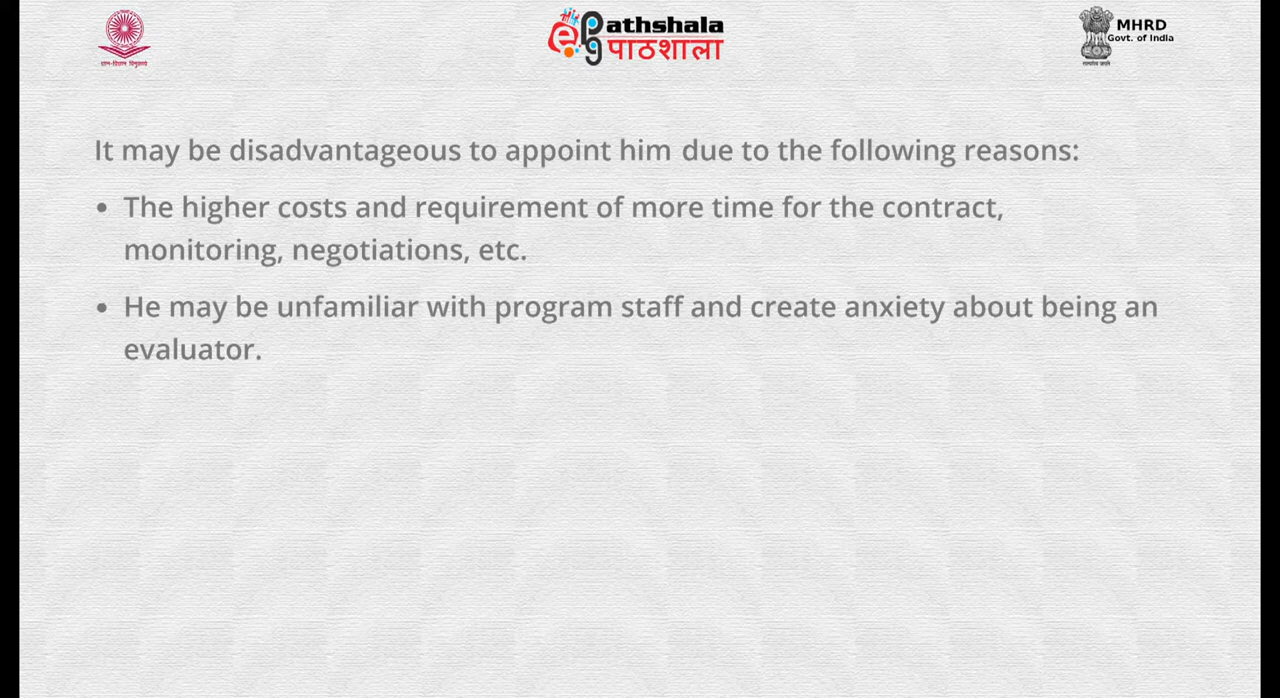 epgathshala
पाठशाला
MHRD
Govt. of India
It may be disadvantageous to appoint him due to the following reasons:
• The higher costs and requirement of more time for the contract,
monitoring, negotiations, etc.
• He may be unfamiliar with program staff and create anxiety about being an
evaluator.